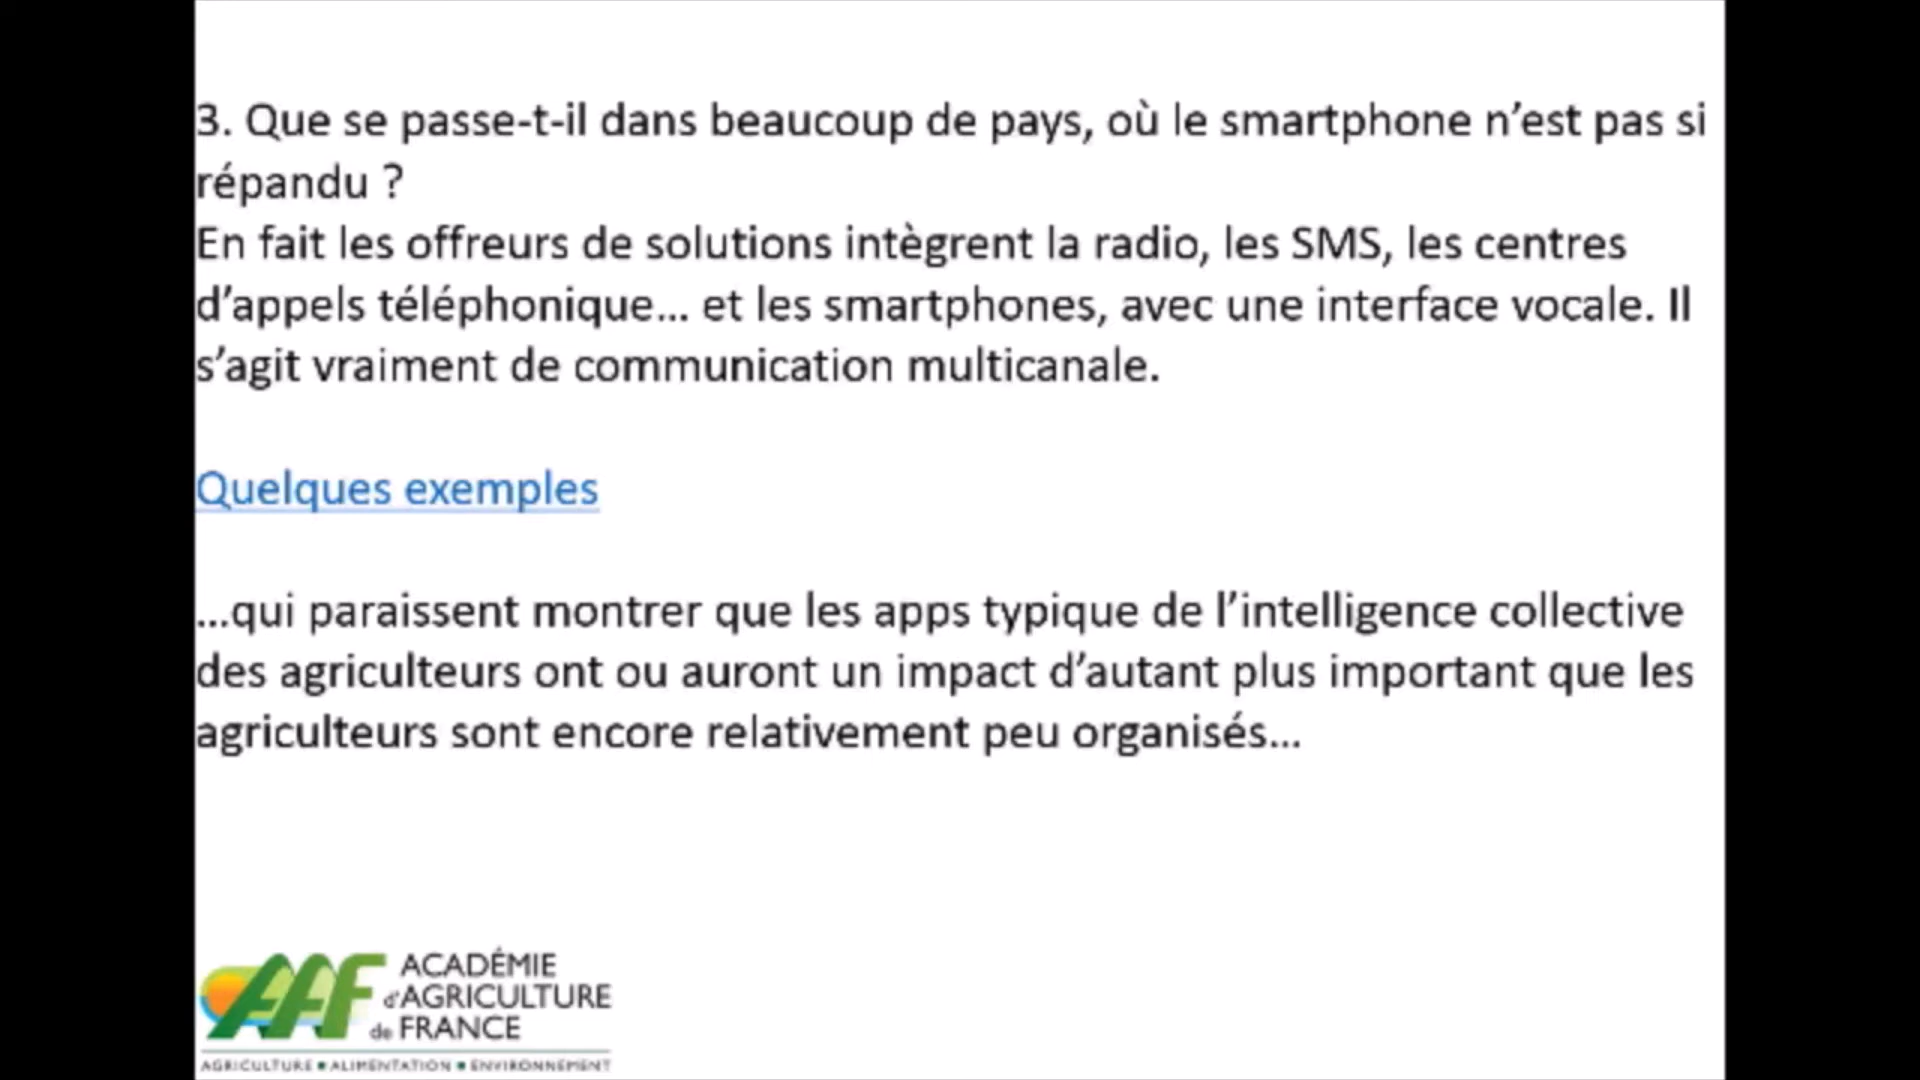 3. Que se passe-t-il dans beaucoup de pays, où le smartphone n’est pas si
répandu ?
En fait les offreurs de solutions intègrent la radio, les SMS, les centres
d’appels téléphonique... et les smartphones, avec une interface vocale. Il
s’agit vraiment de communication multicanale.
Quelques exemples
...qui paraissent montrer que les apps typique de l’intelligence collective
des agriculteurs ont ou auront un impact d’autant plus important que les
agriculteurs sont encore relativement peu organisés...
AAF
ACADÉMIE
d'AGRICULTURE
de FRANCE
AGRICULTURE • ALIMENTATION • ENVIRONNEMENT